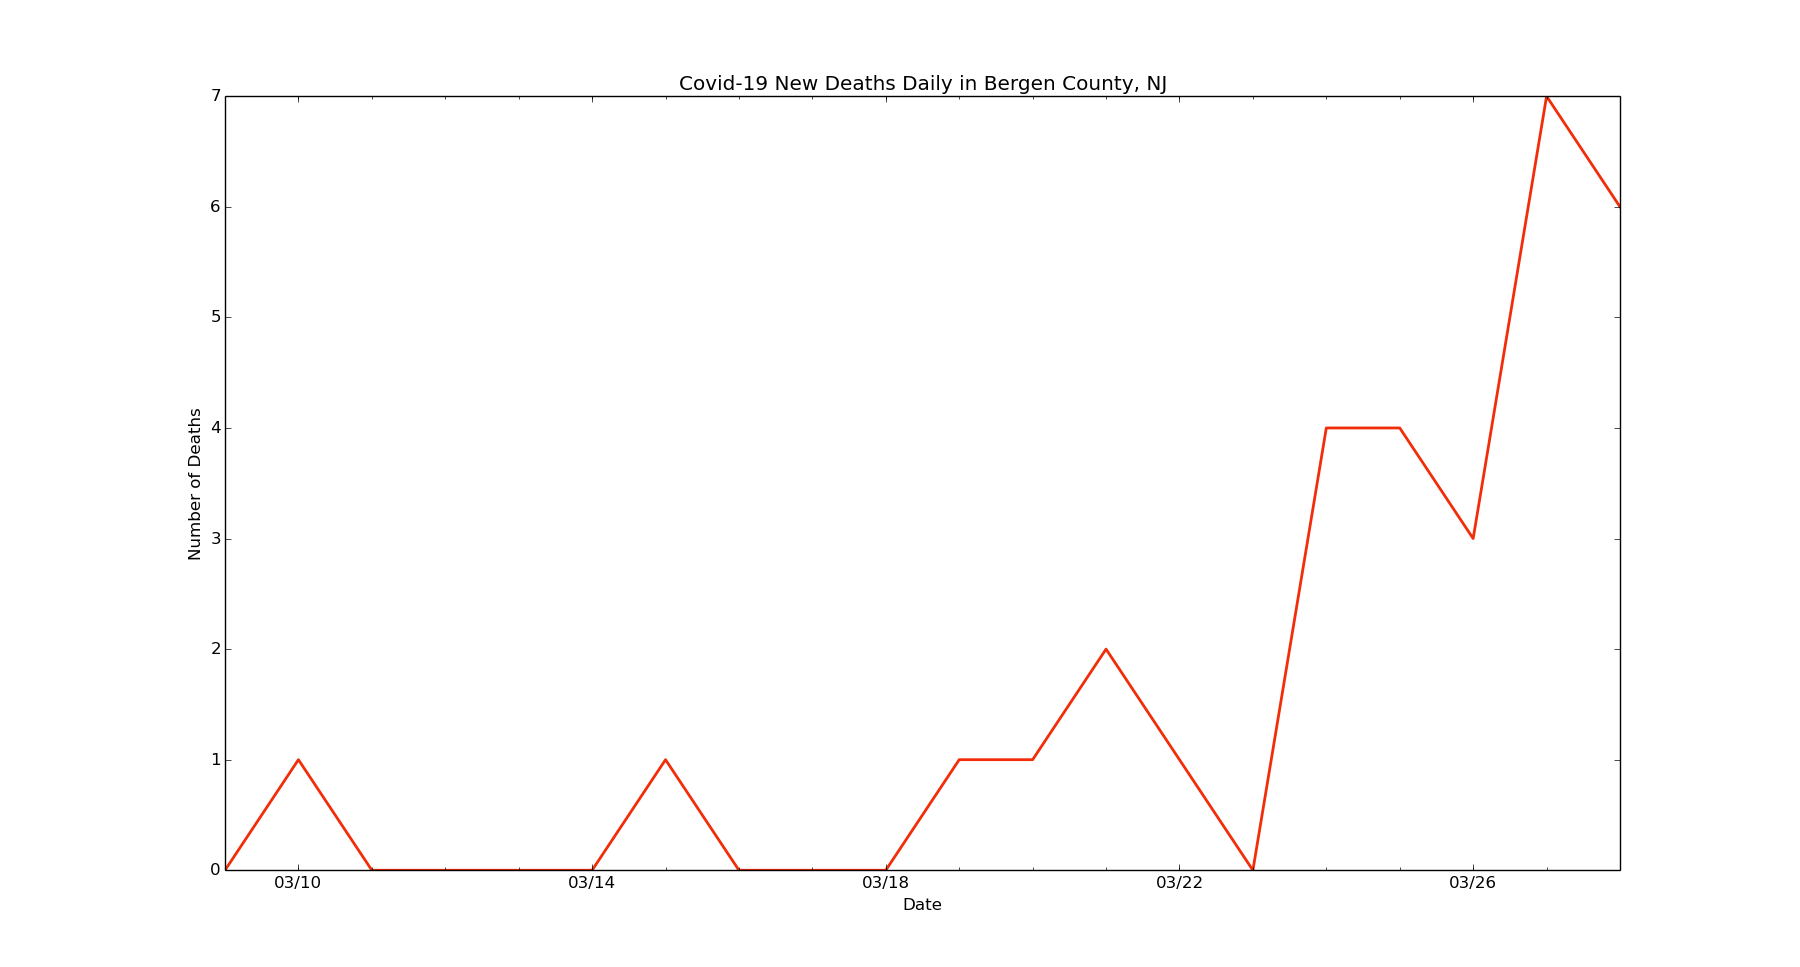 Covid-19 New Deaths Daily in Bergen County, NJ
7
6
5
4
3
2
1
0
Number of Deaths
03/10 03/14 03/18 03/22 03/26
Date